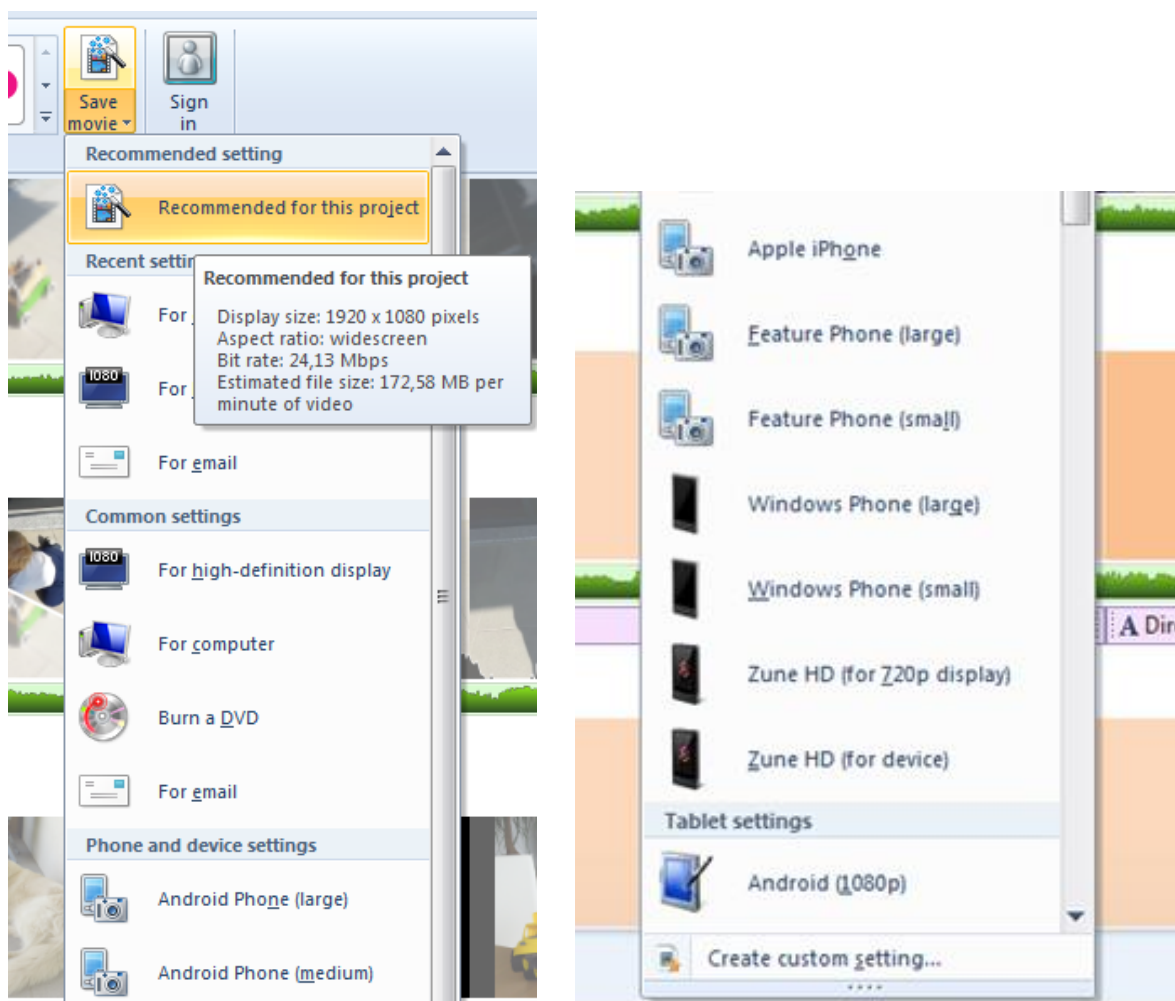 Save
movie
Sign
in
Recommended setting
Recommended for this project
Recent settin
Recommended for this project
Display size: 1920 x 1080 pixels
Aspect ratio: widescreen
Bit rate: 24,13 Mbps
Estimated file size: 172,58 MB per
minute of video
For
1080
For
For email
Common settings
1080
For high-definition display
For computer
Burn a DVD
For email
Phone and device settings
Android Phone (large)
Android Phone (medium)
Apple iPhone
Feature Phone (large)
Feature Phone (small)
Windows Phone (large)
Windows Phone (small)
A Dir
Zune HD (for 720p display)
Zune HD (for device)
Tablet settings
Android (1080p)
Create custom setting...